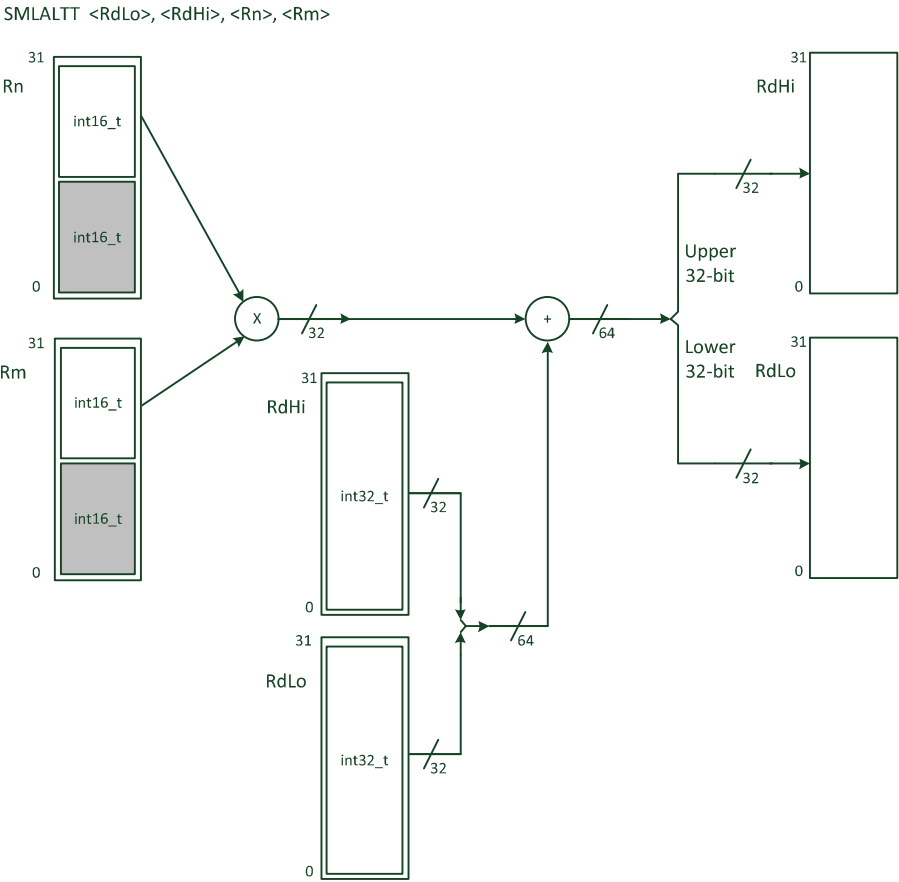 SMLALTT <RdLo>, <RdHi>, <Rn>, <Rm>
31
Rn
int16_t
int16_t
0
31
Rm
int16_t
int16_t
0
X
32
31
RdHi
int32_t
32
0
31
RdLo
int32_t
32
0
64
+
64
Upper
32-bit
Lower
32-bit
32
32
31
RdHi
0
31
RdLo
0